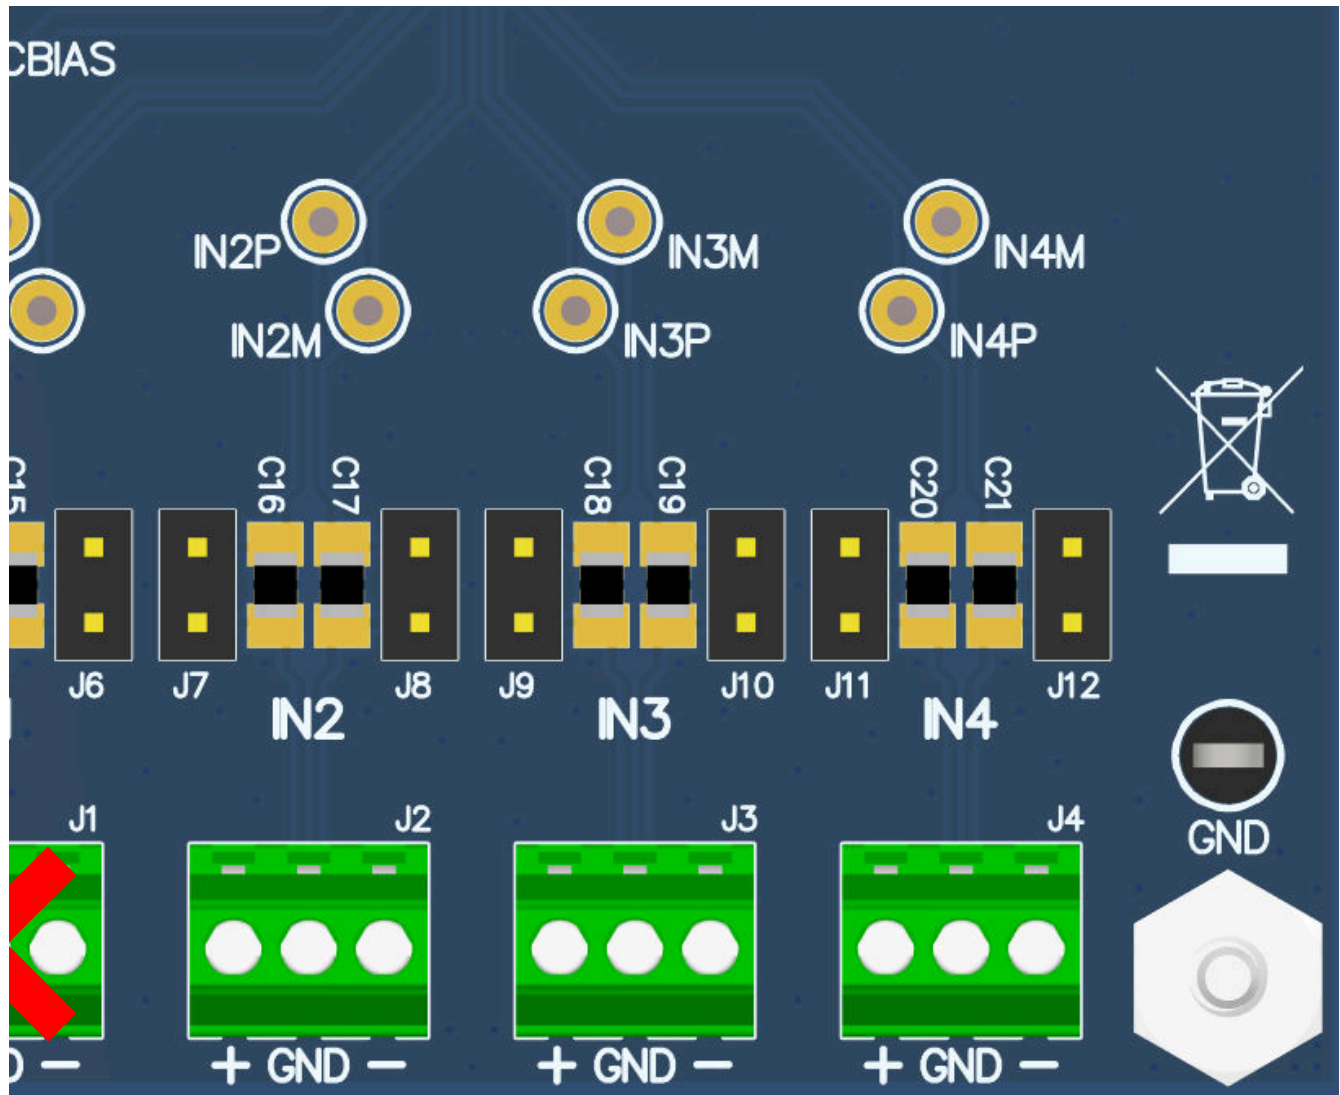 CBIAS
IN2P
IN3M
IN4M
IN2M
IN3P
IN4P
C15
C16
C17
C18
C19
C20
C21
J6
J7
J8
J9
J10
J11
J12
IN2
IN3
IN4
J1
J2
J3
J4
GND
−
+ GND −
+ GND −
+ GND −